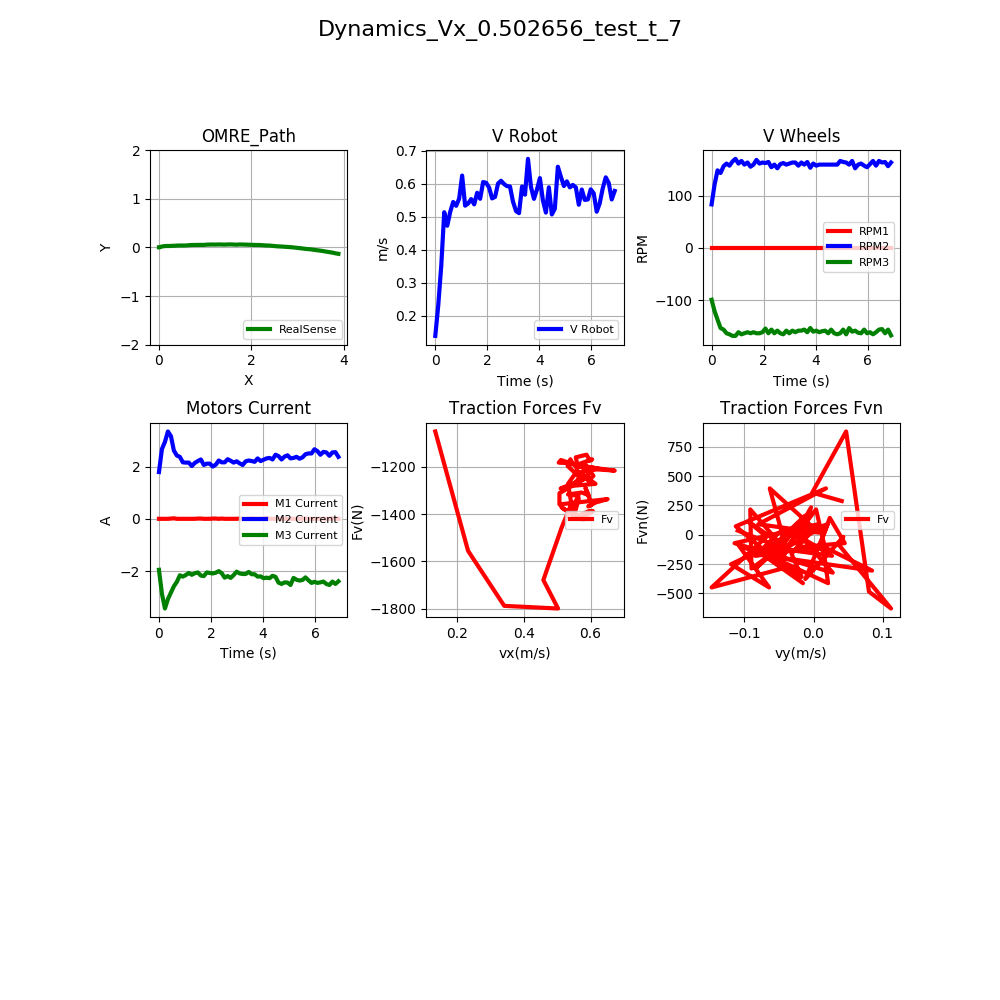 Dynamics_Vx_0.502656_test_t_7
OMRE_Path
2
1
0
−1
−2
Y
0
2
4
X
RealSense
V Robot
0.7
0.6
0.5
0.4
0.3
0.2
m/s
0
2
4
6
Time (s)
V Robot
V Wheels
100
0
−100
RPM
0
2
4
6
Time (s)
RPM1
RPM2
RPM3
Motors Current
2
0
−2
A
0
2
4
6
Time (s)
M1 Current
M2 Current
M3 Current
Traction Forces Fv
−1200
−1400
−1600
−1800
Fv(N)
0.2
0.4
0.6
vx(m/s)
Fv
Traction Forces Fvn
750
500
250
0
−250
−500
Fvn(N)
−0.1
0.0
0.1
vy(m/s)
Fv